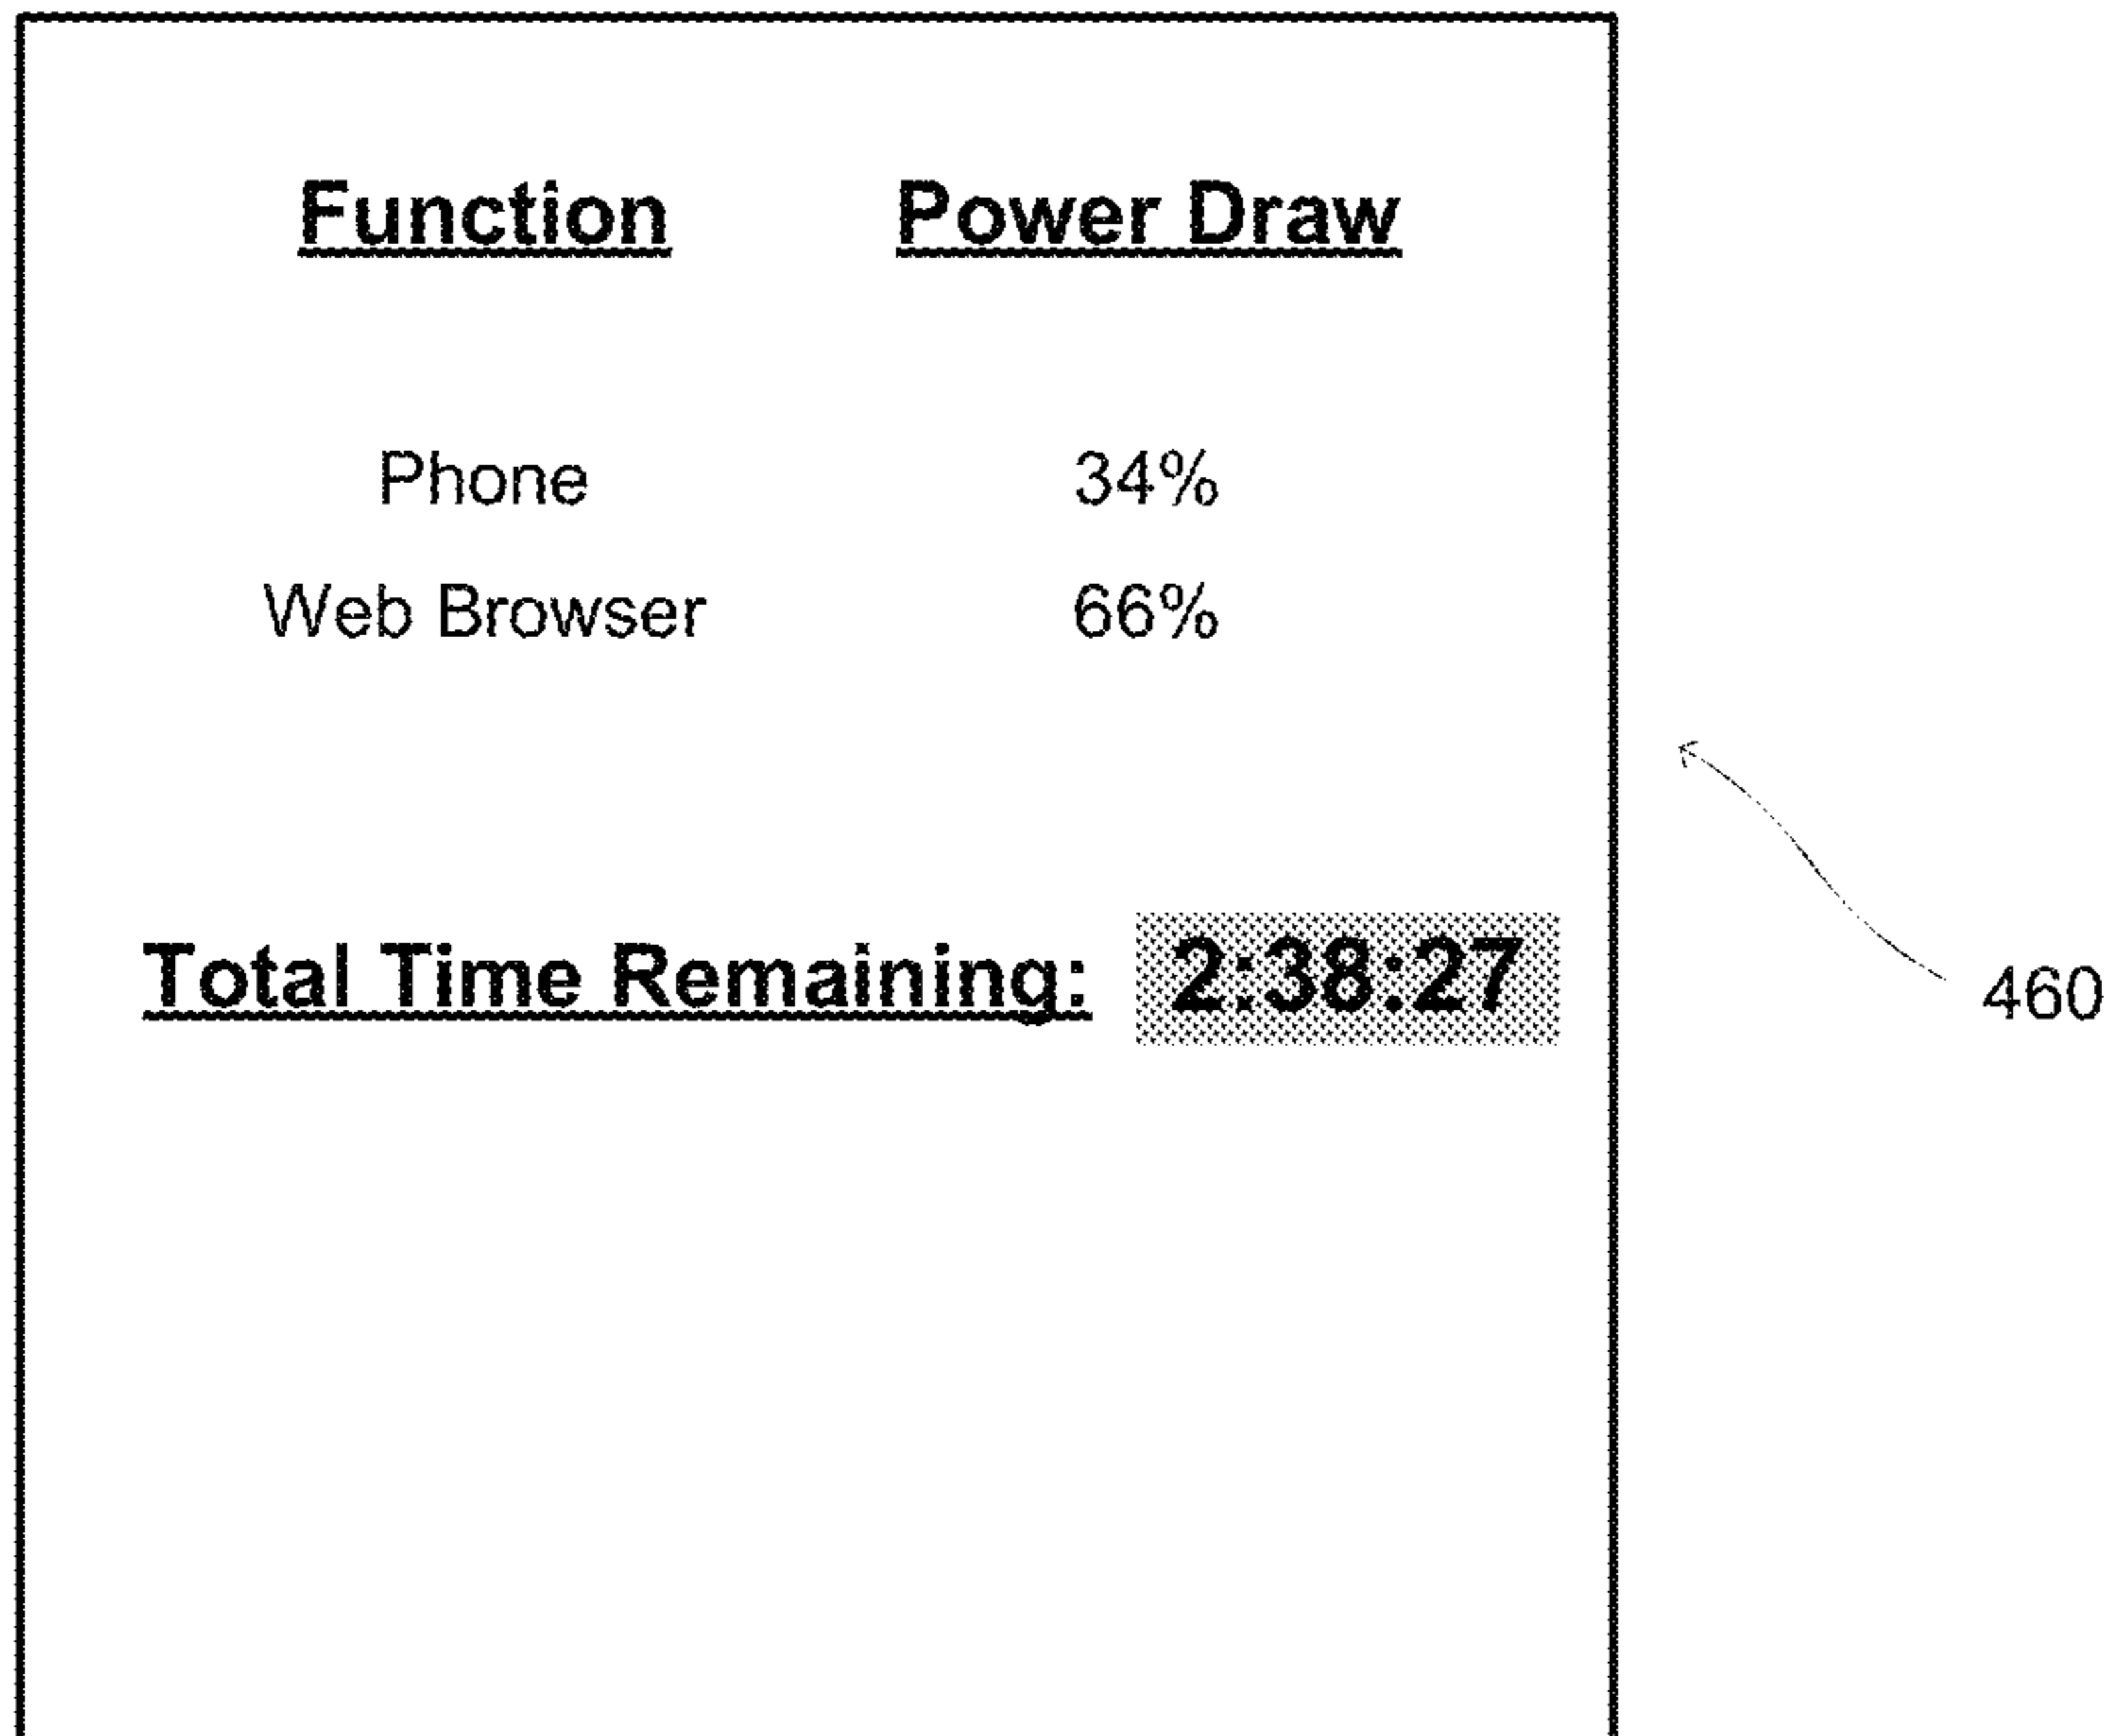 Function Power Draw
Phone 34%
Web Browser 66%
Total Time Remaining: 2:38:27
460